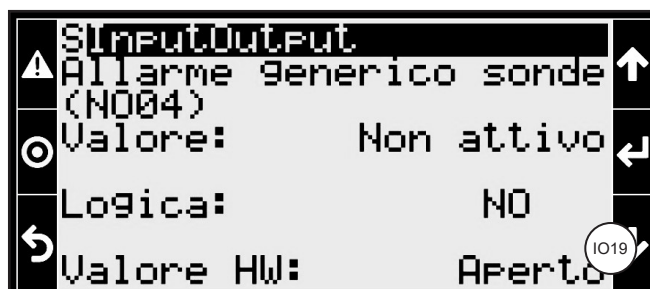 SInputOutput
Allarme generico sonde
(NO04)
Valore: Non attivo
Logica: NO
Valore HW: Aperto
IO19